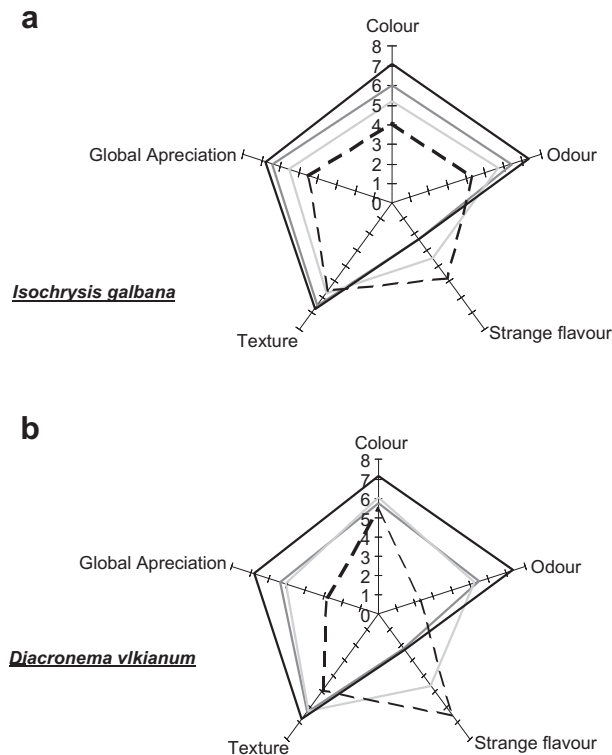 a
Colour
8
7
6
5
4
3
2
1
0
Global Apreciation
Odour
Isochrysis galbana
Texture
Strange flavour
b
Colour
8
7
6
5
4
3
2
1
0
Global Apreciation
Odour
Diacronema vlkianum
Texture
Strange flavour